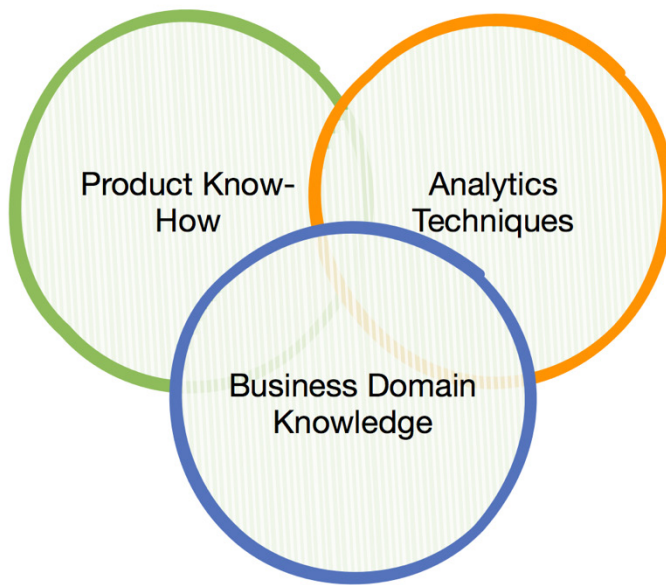 Product Know-
How
Analytics
Techniques
Business Domain
Knowledge